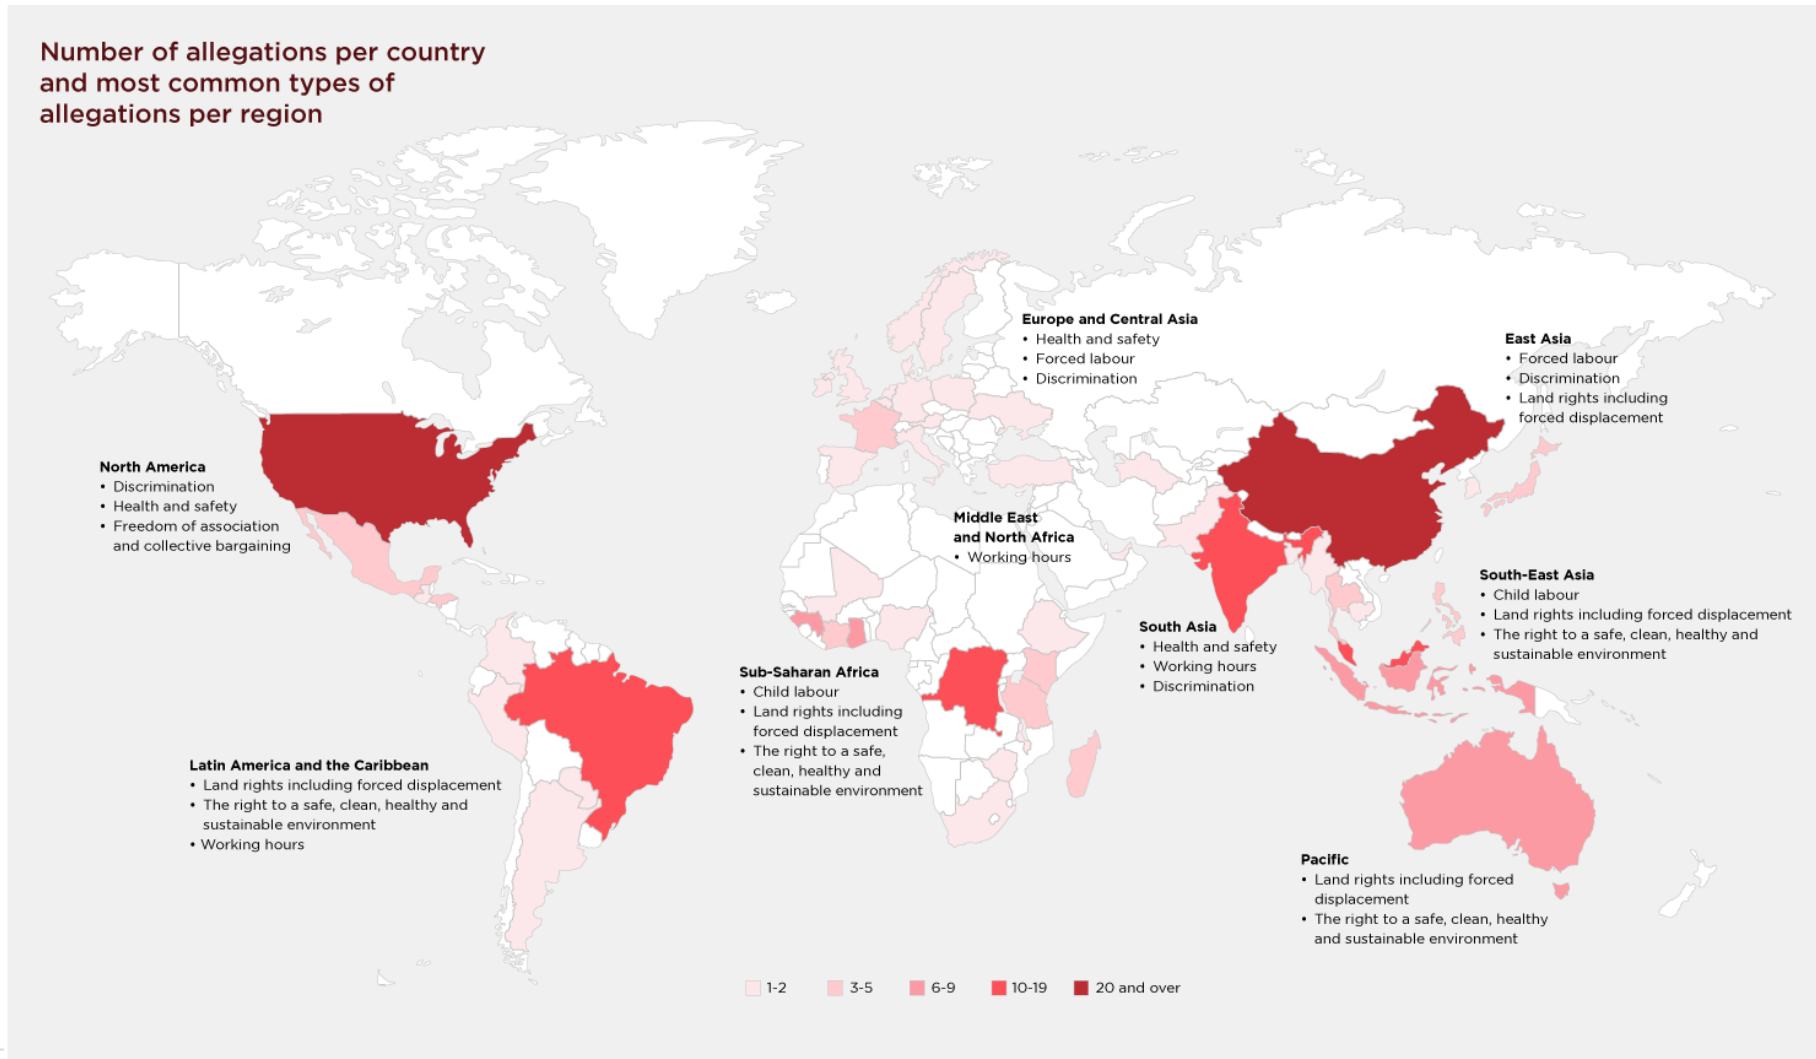 Number of allegations per country
and most common types of
allegations per region
Europe and Central Asia
• Health and safety
• Forced labour
• Discrimination
East Asia
• Forced labour
• Discrimination
• Land rights including
forced displacement
North America
• Discrimination
• Health and safety
• Freedom of association
and collective bargaining
Middle East
and North Africa
• Working hours
South-East Asia
• Child labour
• Land rights including forced displacement
• The right to a safe, clean, healthy and
sustainable environment
South Asia
• Health and safety
• Working hours
• Discrimination
Sub-Saharan Africa
• Child labour
• Land rights including
forced displacement
• The right to a safe,
clean, healthy and
sustainable environment
Latin America and the Caribbean
• Land rights including forced displacement
• The right to a safe, clean, healthy and
sustainable environment
• Working hours
Pacific
• Land rights including forced
displacement
• The right to a safe, clean, healthy
and sustainable environment
1-2 3-5 6-9 10-19 20 and over